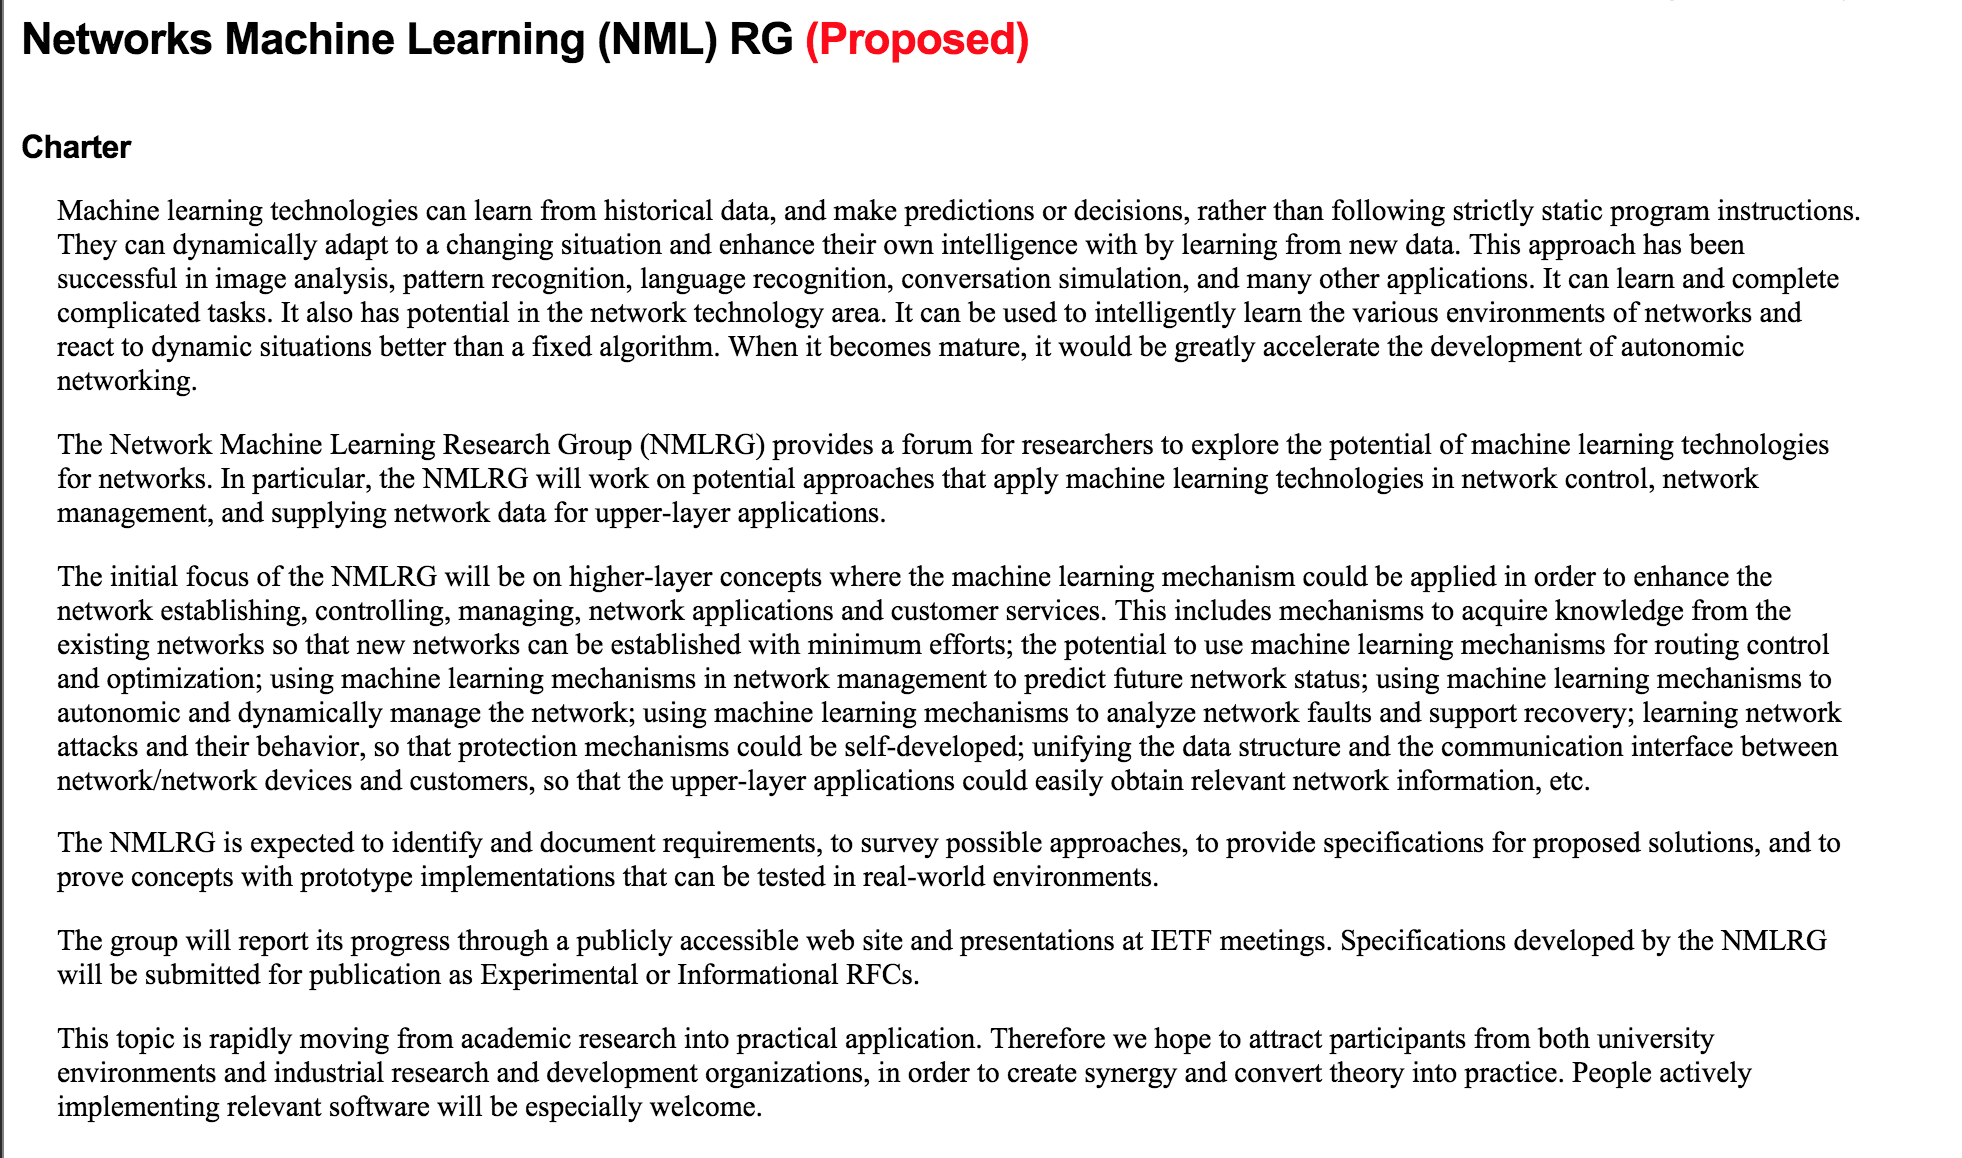 Networks Machine Learning (NML) RG (Proposed)
Charter
Machine learning technologies can learn from historical data, and make predictions or decisions, rather than following strictly static program instructions.
They can dynamically adapt to a changing situation and enhance their own intelligence with by learning from new data. This approach has been
successful in image analysis, pattern recognition, language recognition, conversation simulation, and many other applications. It can learn and complete
complicated tasks. It also has potential in the network technology area. It can be used to intelligently learn the various environments of networks and
react to dynamic situations better than a fixed algorithm. When it becomes mature, it would be greatly accelerate the development of autonomic
networking.
The Network Machine Learning Research Group (NMLRG) provides a forum for researchers to explore the potential of machine learning technologies
for networks. In particular, the NMLRG will work on potential approaches that apply machine learning technologies in network control, network
management, and supplying network data for upper-layer applications.
The initial focus of the NMLRG will be on higher-layer concepts where the machine learning mechanism could be applied in order to enhance the
network establishing, controlling, managing, network applications and customer services. This includes mechanisms to acquire knowledge from the
existing networks so that new networks can be established with minimum efforts; the potential to use machine learning mechanisms for routing control
and optimization; using machine learning mechanisms in network management to predict future network status; using machine learning mechanisms to
autonomic and dynamically manage the network; using machine learning mechanisms to analyze network faults and support recovery; learning network
attacks and their behavior, so that protection mechanisms could be self-developed; unifying the data structure and the communication interface between
network/network devices and customers, so that the upper-layer applications could easily obtain relevant network information, etc.
The NMLRG is expected to identify and document requirements, to survey possible approaches, to provide specifications for proposed solutions, and to
prove concepts with prototype implementations that can be tested in real-world environments.
The group will report its progress through a publicly accessible web site and presentations at IETF meetings. Specifications developed by the NMLRG
will be submitted for publication as Experimental or Informational RFCs.
This topic is rapidly moving from academic research into practical application. Therefore we hope to attract participants from both university
environments and industrial research and development organizations, in order to create synergy and convert theory into practice. People actively
implementing relevant software will be especially welcome.